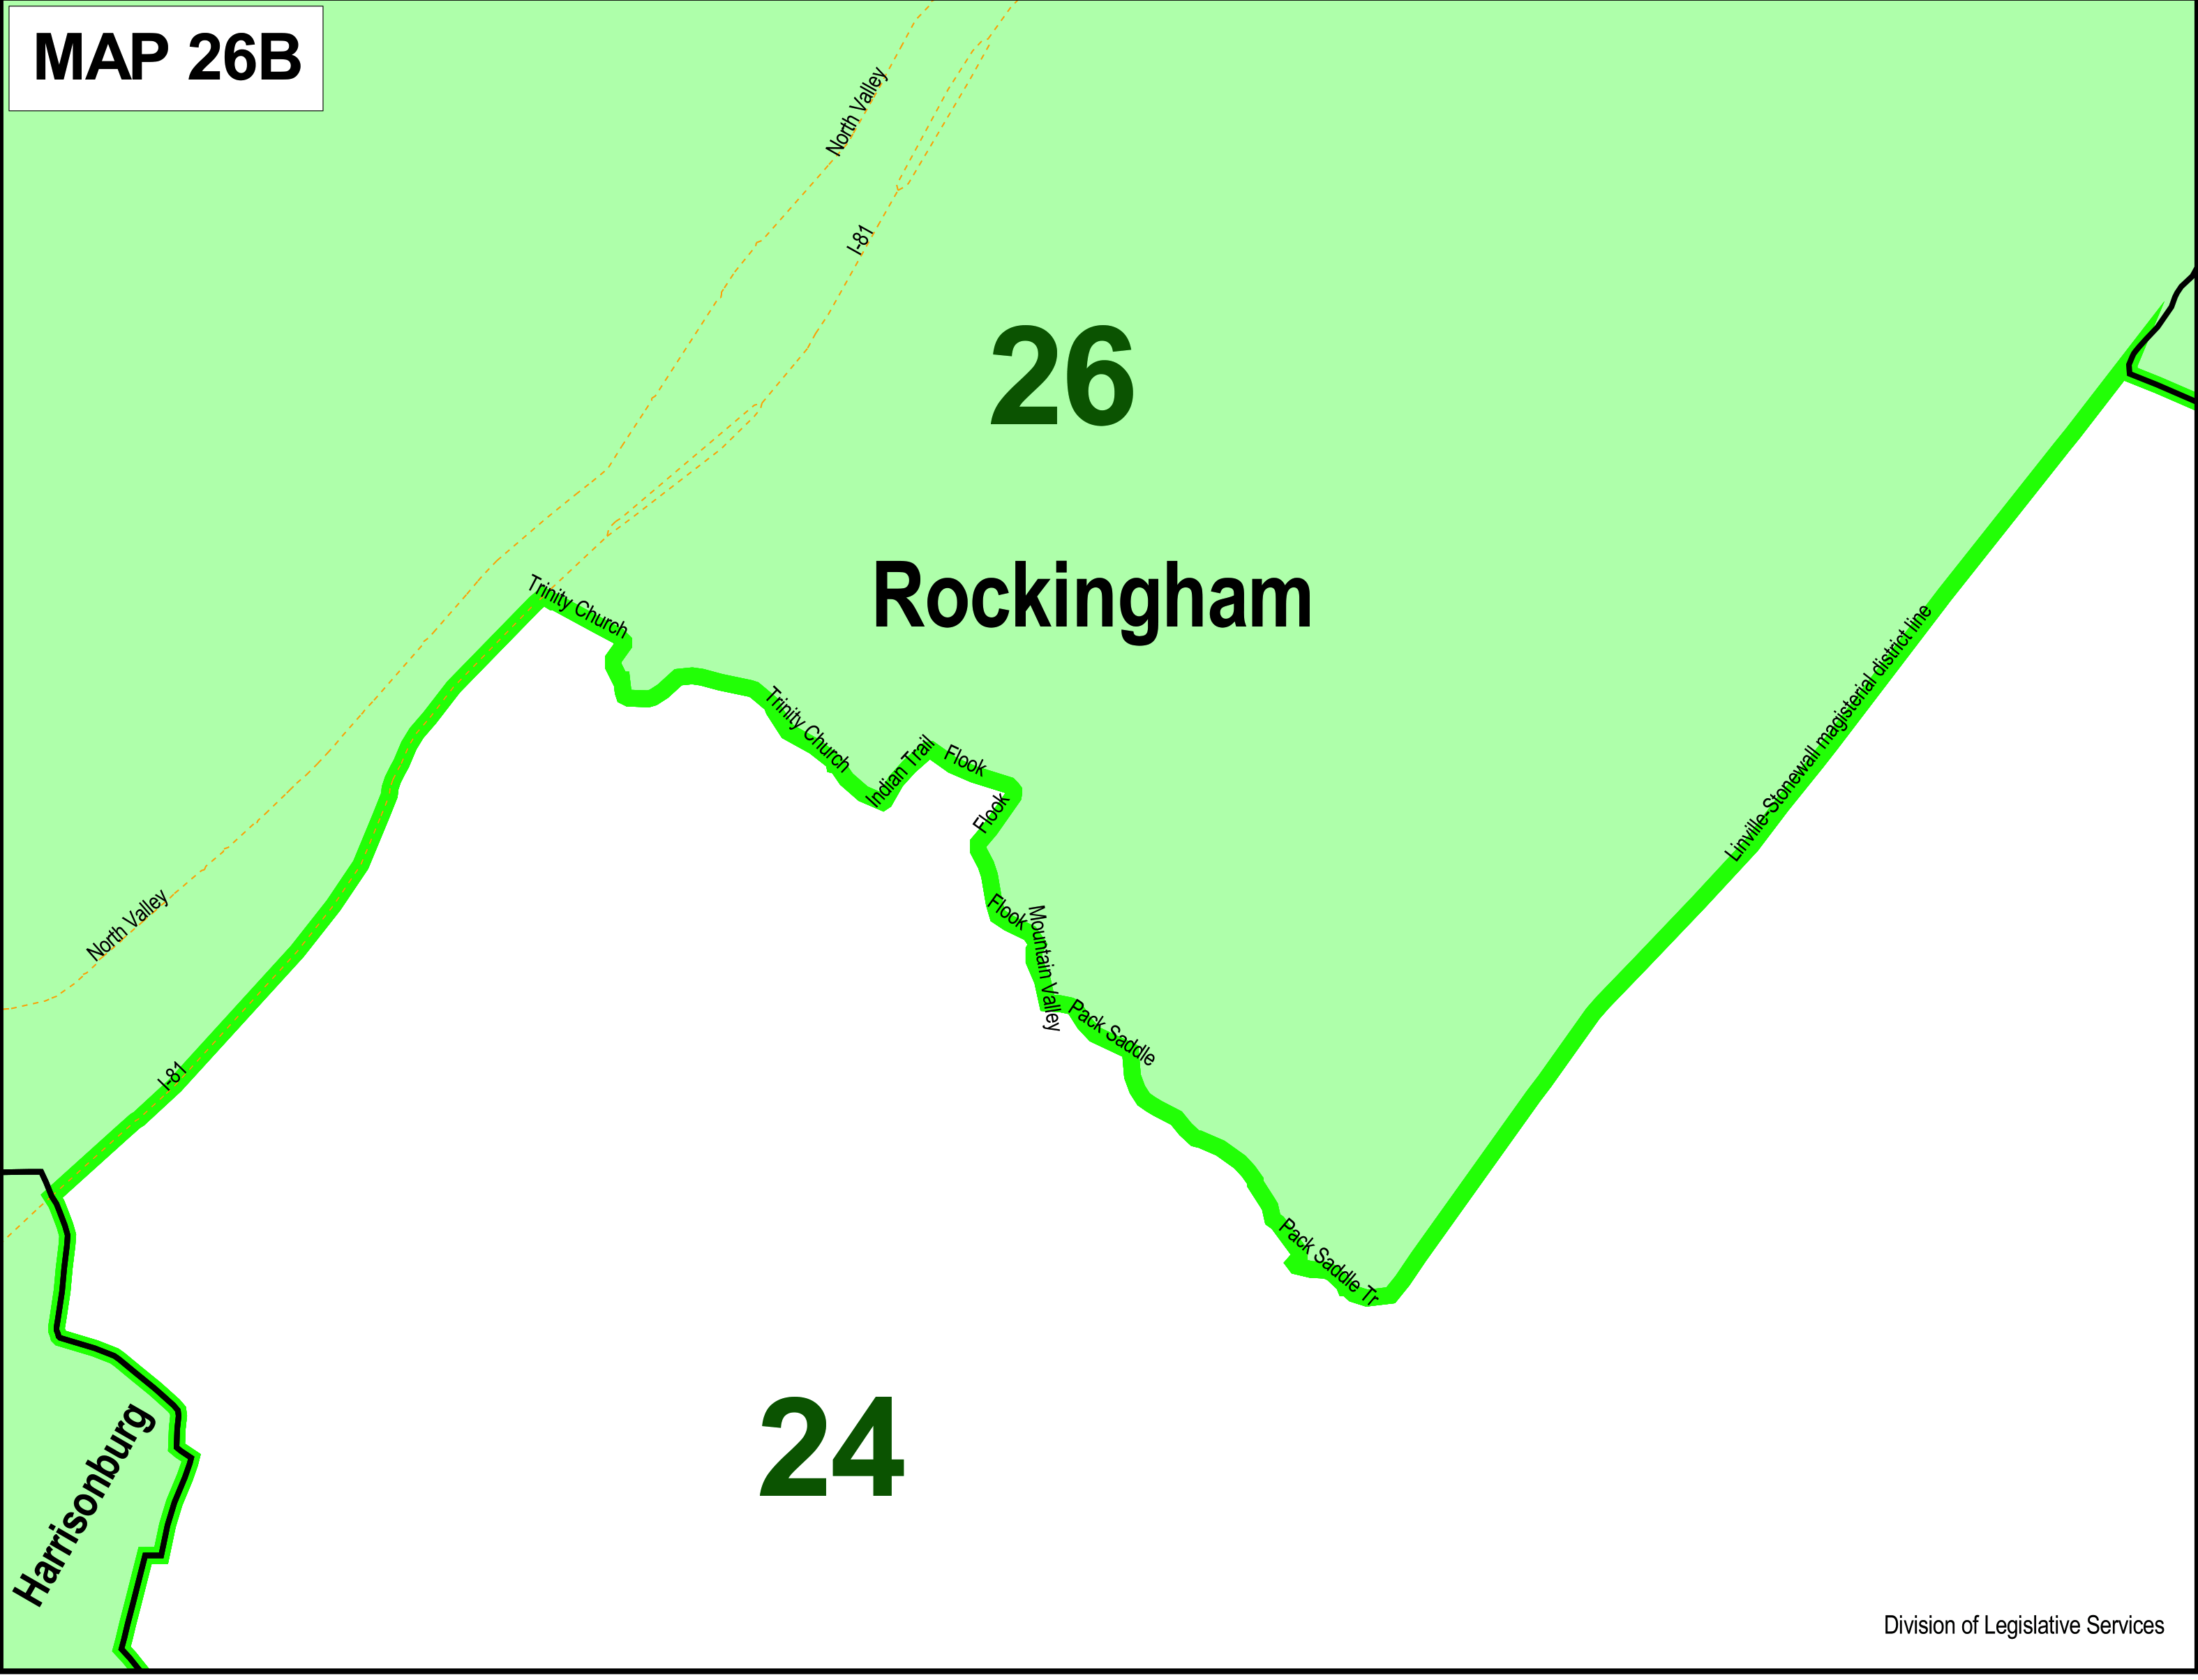 MAP 26B
North Valley
I-81
26
Rockingham
Trinity Church
Linville-Stonewall magisterial district line
Trinity Church
Indian Trail
Flook
Flook
Flook
Mountain Valley
North Valley
Pack Saddle
I-81
Pack Saddle Tr
24
Harrisonburg
Division of Legislative Services